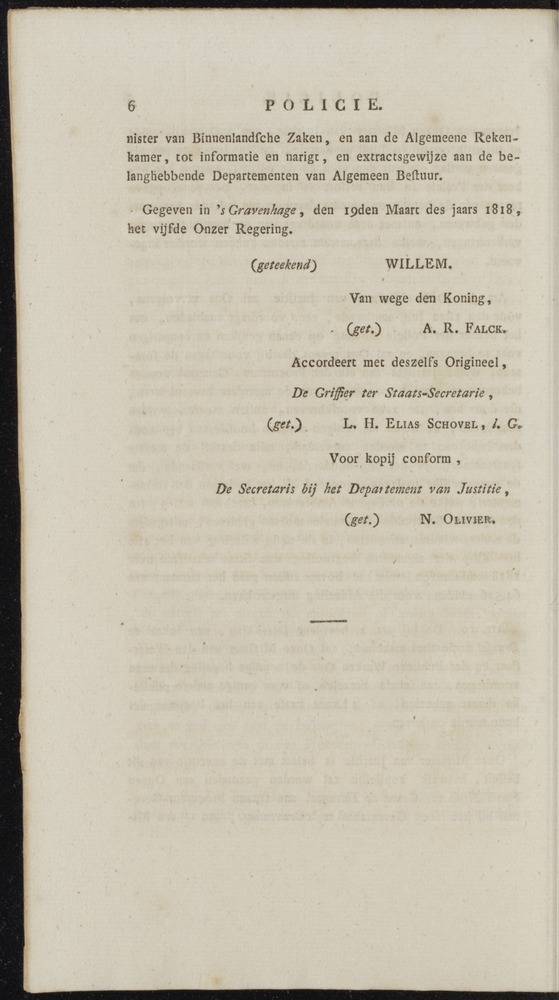 6 POLICIE.
nister van Binnenlandſche Zaken, en aan de Algemeene Reken-
kamer, tot informatie en narigt, en extractsgewijze aan de be-
langhebbende Departementen van Algemeen Beſtuur.
Gegeven in 's Gravenhage, den 19den Maart des jaars 1818,
het vijfde Onzer Regering.
(geteekend) WILLEM.
Van wege den Koning,
(get.) A. R. FALCK.
Accordeert met deszelfs Origineel,
De Griffier ter Staats-Secretarie,
(get.) L. H. ELIAS SCHOVEL, l. G.
Voor kopij conform,
De Secretaris bij het Departement van Justitie,
(get.) N. OLIVIER.